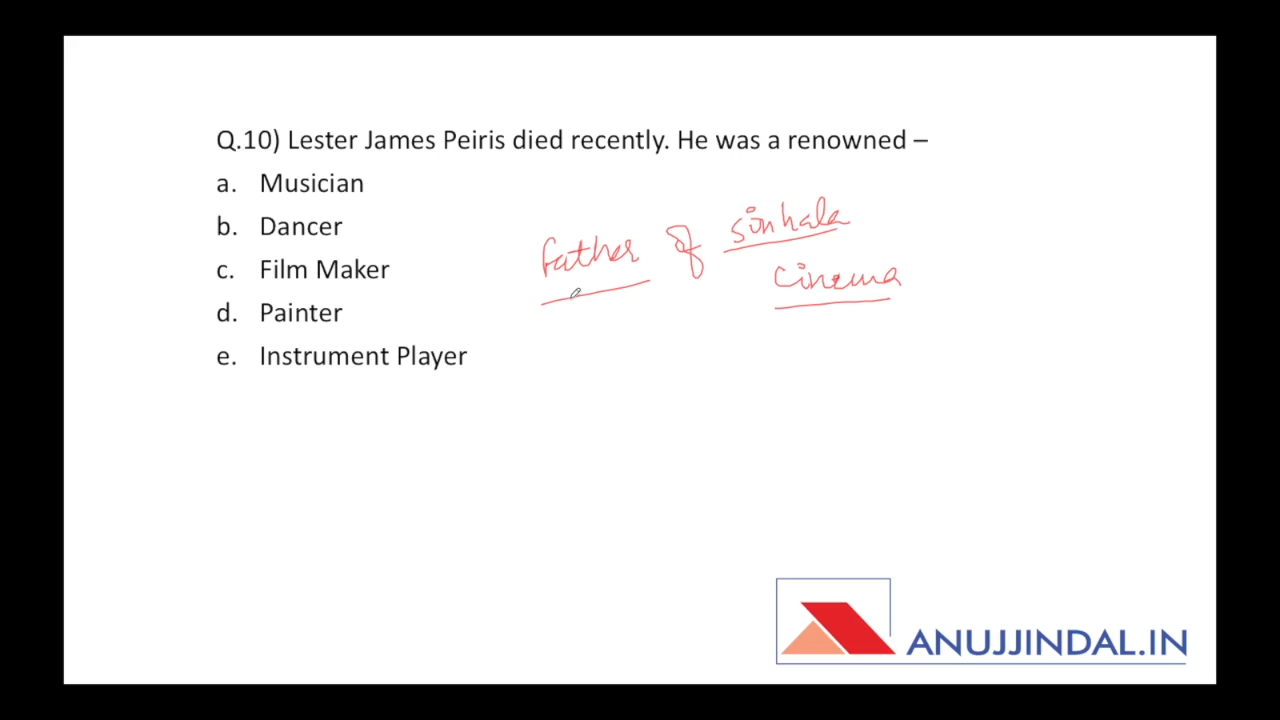 Q.10) Lester James Peiris died recently. He was a renowned –
a. Musician
b. Dancer
c. Film Maker
d. Painter
e. Instrument Player
Father of sinhala
cinema
ANUJJINDAL.IN